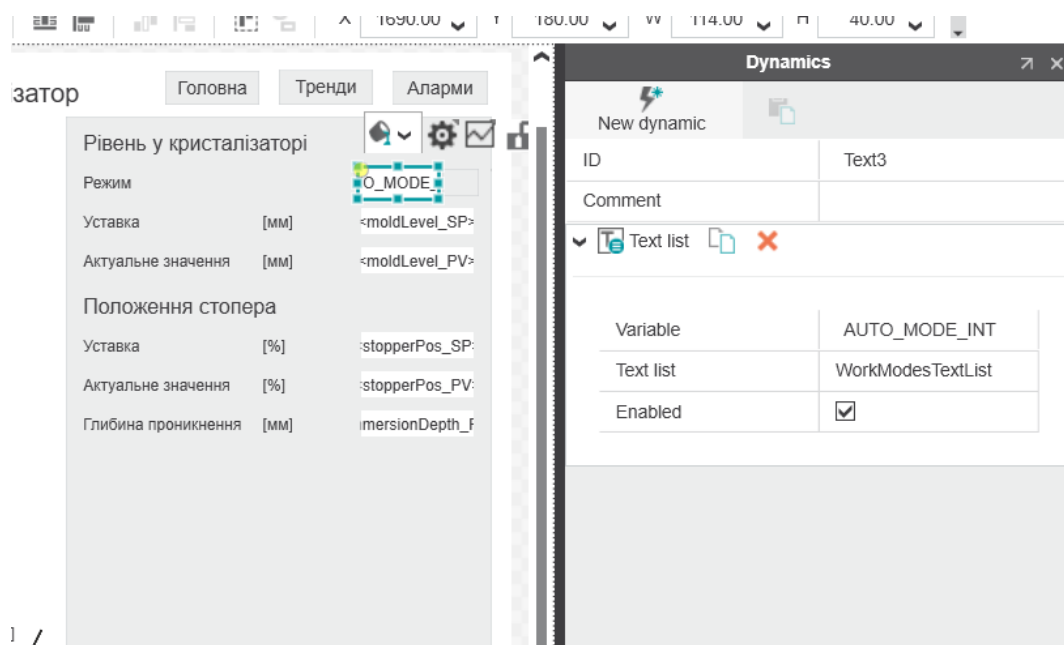 X 1690.00 Y 180.00 W 114.00 H 40.00
Dynamics
затор
Головна Тренди Аларми
New dynamic
Рівень у кристалізаторі
ID Text3
Режим O_MODE_
Comment
Уставка [мм] <moldLevel_SP>
Text list
Актуальне значення [мм] <moldLevel_PV>
Положення стопера
Variable AUTO_MODE_INT
Уставка [%] stopperPos_SP
Text list WorkModesTextList
Актуальне значення [%] stopperPos_PV
Enabled
Глибина проникнення [мм] mersionDepth_F
] /